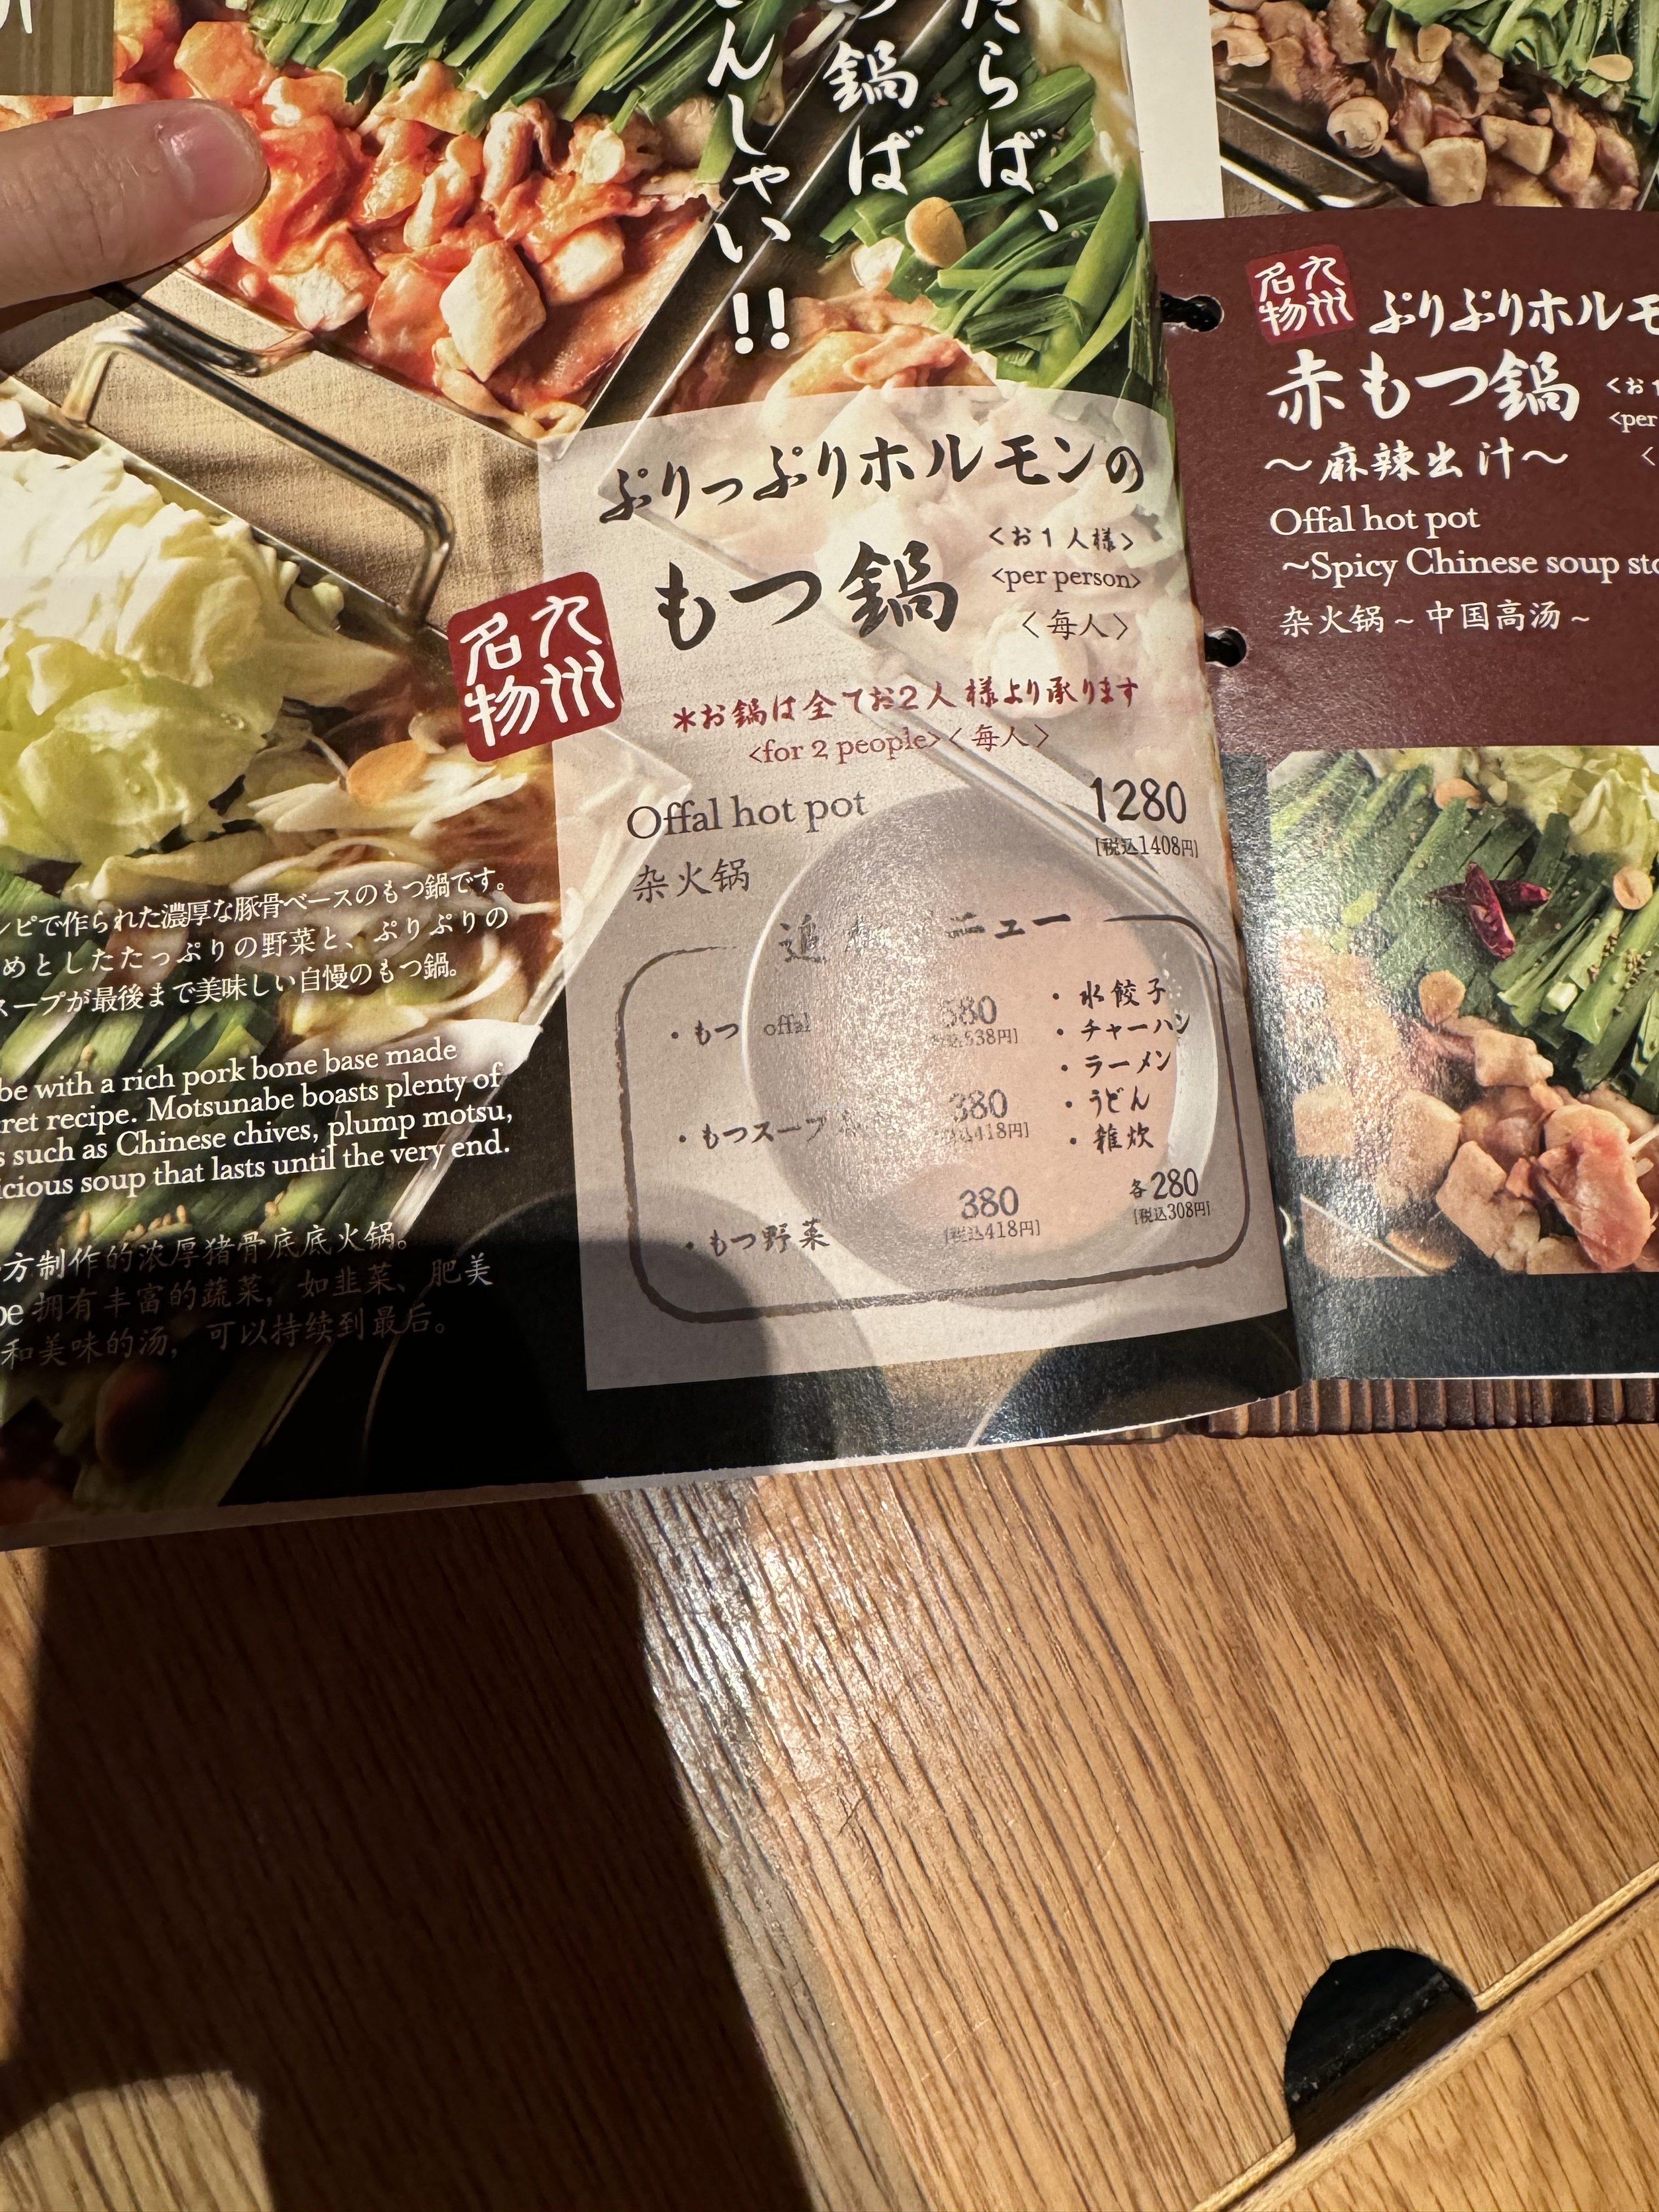 たらば、
鍋ば
んしゃい!!
ぷりっぷりホルモンの
もつ鍋
<お1人様>
<per person>
〈毎人〉
九州
名物
*お鍋は全てお2人様より承ります
<for 2 people><毎人>
Offal hot pot
1280
[税込1408円]
杂火锅
追 ニュー
・もつ offal
580
538円]
・もつスープ
380
税込418円]
・もつ野菜
380
[税込418円]
・水餃子
・チャーハン
・ラーメン
・うどん
・雑炊
各280
[税込308円]
ピで作られた濃厚な豚骨ベースのもつ鍋です。
めとしたたっぷりの野菜と、ぷりぷりの
スープが最後まで美味しい自慢のもつ鍋。
be with a rich pork bone base made
ret recipe. Motsunabe boasts plenty of
s such as Chinese chives, plump motsu,
icious soup that lasts until the very end.
方制作的浓厚猪骨底底火锅。
be 拥有丰富的蔬菜，如韭菜、肥美
和美味的汤，可以持续到最后。
九州
名物
ぷりぷりホルモ
赤もつ鍋
<お1
<per
<
〜麻辣出汁〜
Offal hot pot
~Spicy Chinese soup sto
杂火锅 ~ 中国高汤 ~